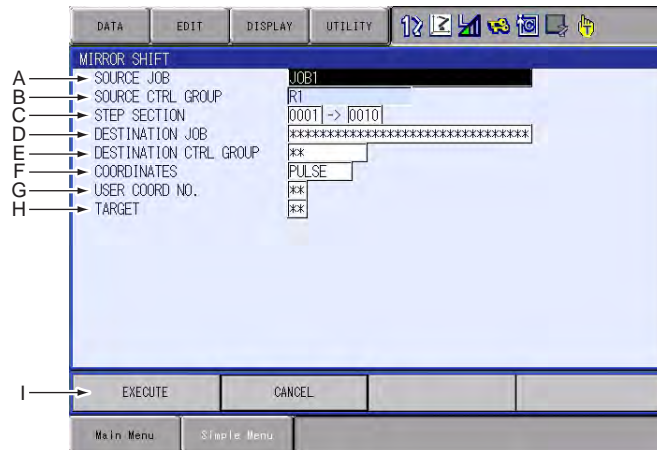 DATA EDIT DISPLAY UTILITY
MIRROR SHIFT
A SOURCE JOB JOB1
B SOURCE CTRL GROUP R1
C STEP SECTION 0001 -> 0010
D DESTINATION JOB ********************************
E DESTINATION CTRL GROUP **
F COORDINATES PULSE
G USER COORD NO. **
H TARGET **
I EXECUTE CANCEL
Main Menu Simple Menu